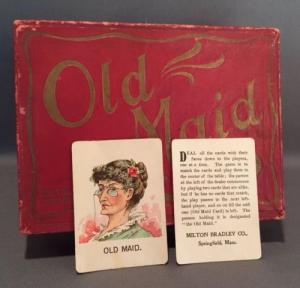 Old
Maid
OLD MAID.
DEAL all the cards with their
faces down to the players,
one at a time. The game is to
match the cards and play them to the
center of the table; the persons
at the left of the dealer commences
by playing two cards that are alike,
but if he has no cards that match,
the play passes to the next left-
hand player, and so on till the odd
one (Old Maid Card) is left. The
person holding it is designated
"the Old Maid."
MILTON BRADLEY CO.,
Springfield, Mass.